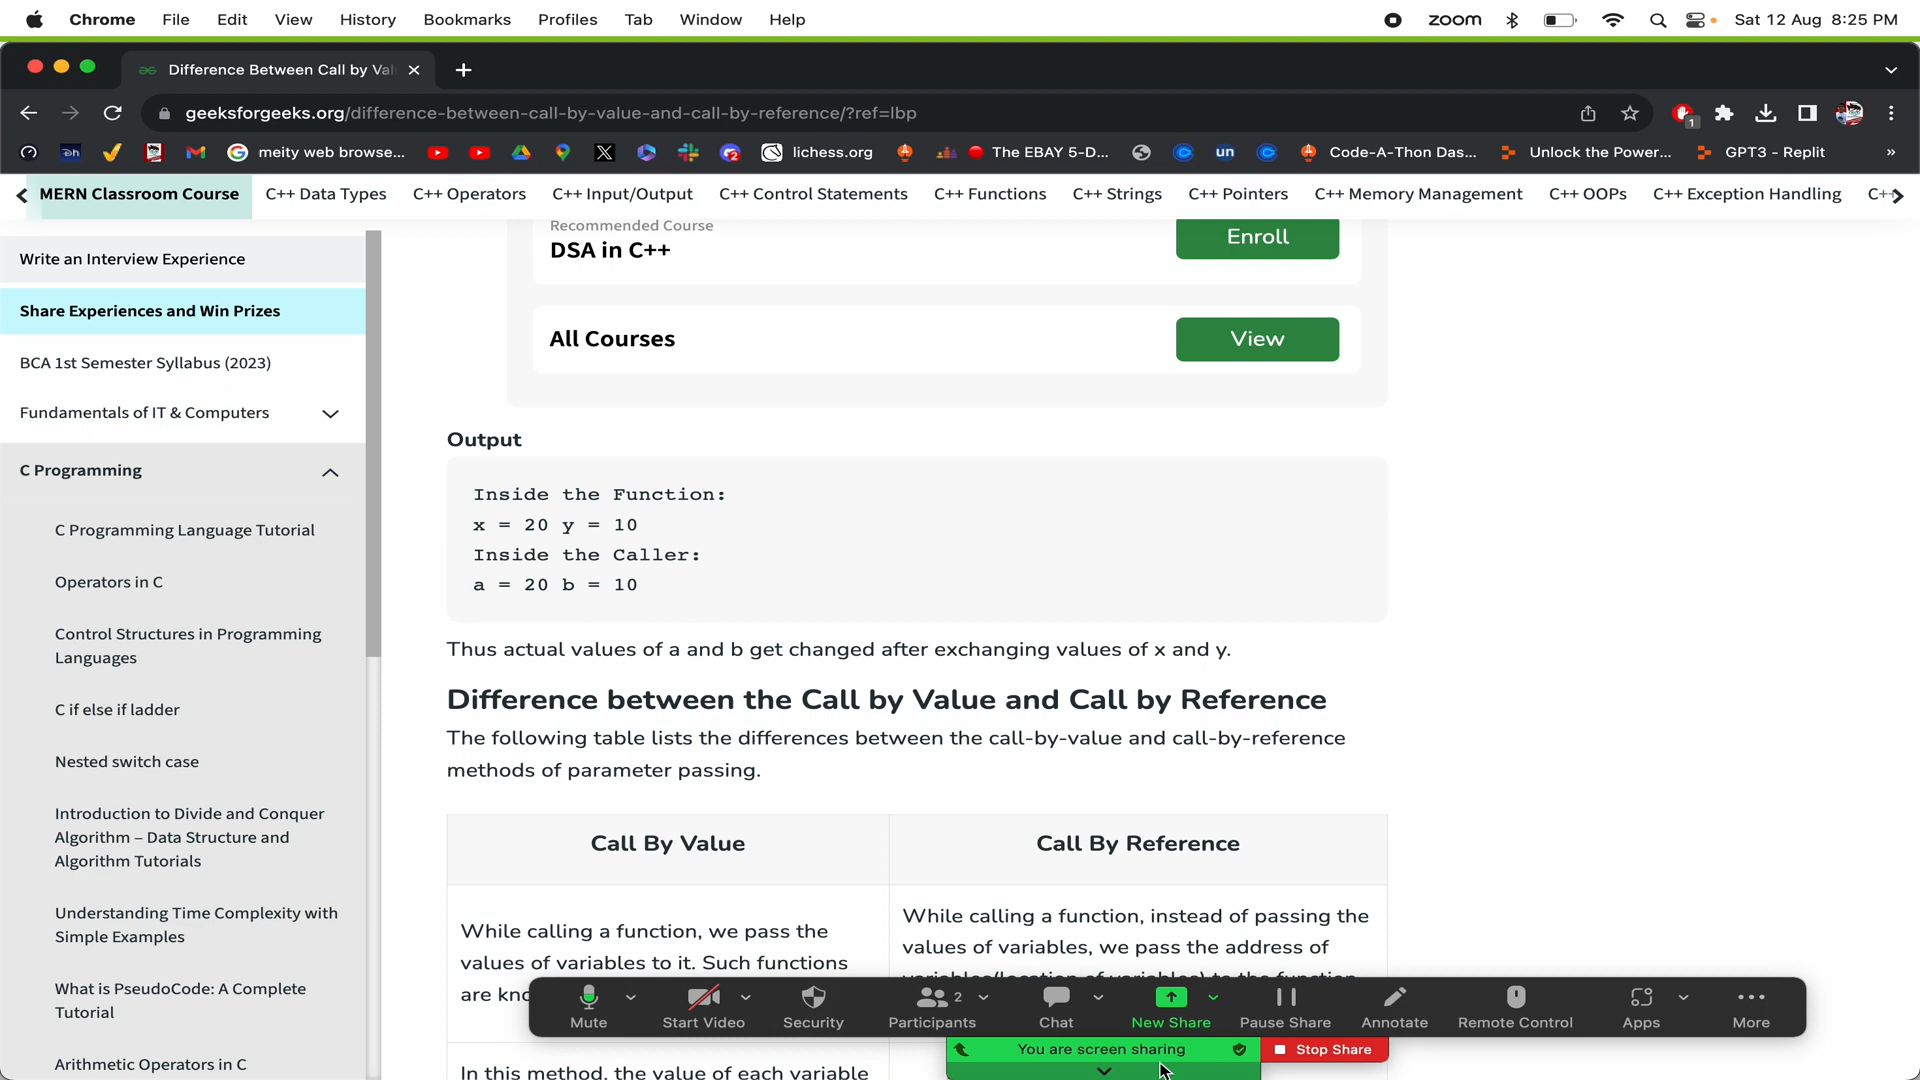 Chrome File Edit View History Bookmarks Profiles Tab Window Help zoom Sat 12 Aug 8:25 PM
Difference Between Call by Val
geeksforgeeks.org/difference-between-call-by-value-and-call-by-reference/?ref=lbp
1
meity web browse... lichess.org The EBAY 5-D... un Code-A-Thon Das... Unlock the Power... GPT3 - Replit »
MERN Classroom Course C++ Data Types C++ Operators C++ Input/Output C++ Control Statements C++ Functions C++ Strings C++ Pointers C++ Memory Management C++ OOPs C++ Exception Handling C++
Write an Interview Experience
Share Experiences and Win Prizes
BCA 1st Semester Syllabus (2023)
Fundamentals of IT & Computers
C Programming
C Programming Language Tutorial
Operators in C
Control Structures in Programming
Languages
C if else if ladder
Nested switch case
Introduction to Divide and Conquer
Algorithm – Data Structure and
Algorithm Tutorials
Understanding Time Complexity with
Simple Examples
What is PseudoCode: A Complete
Tutorial
Arithmetic Operators in C
Recommended Course
DSA in C++
Enroll
All Courses
View
Output
Inside the Function:
x = 20 y = 10
Inside the Caller:
a = 20 b = 10
Thus actual values of a and b get changed after exchanging values of x and y.
Difference between the Call by Value and Call by Reference
The following table lists the differences between the call-by-value and call-by-reference
methods of parameter passing.
Call By Value
Call By Reference
While calling a function, we pass the
values of variables to it. Such functions
are kno
While calling a function, instead of passing the
values of variables, we pass the address of
variables(location of variables) to the function
In this method, the value of each variable
2
Mute Start Video Security Participants Chat New Share Pause Share Annotate Remote Control Apps More
You are screen sharing Stop Share